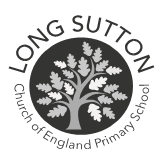 LONG SUTTON
Church of England Primary School